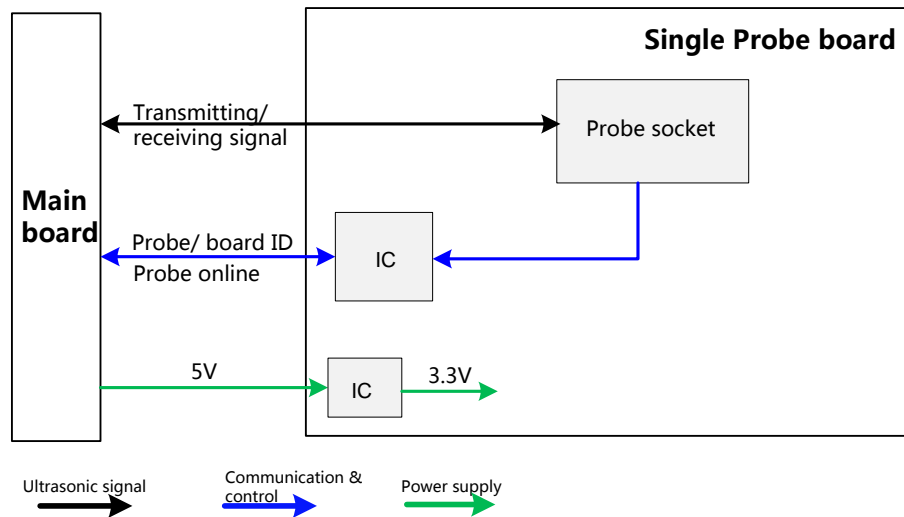 Single Probe board
Transmitting/
receiving signal
Probe socket
Main
board
Probe/ board ID
Probe online
IC
5V
IC
3.3V
Ultrasonic signal
Communication &
control
Power supply